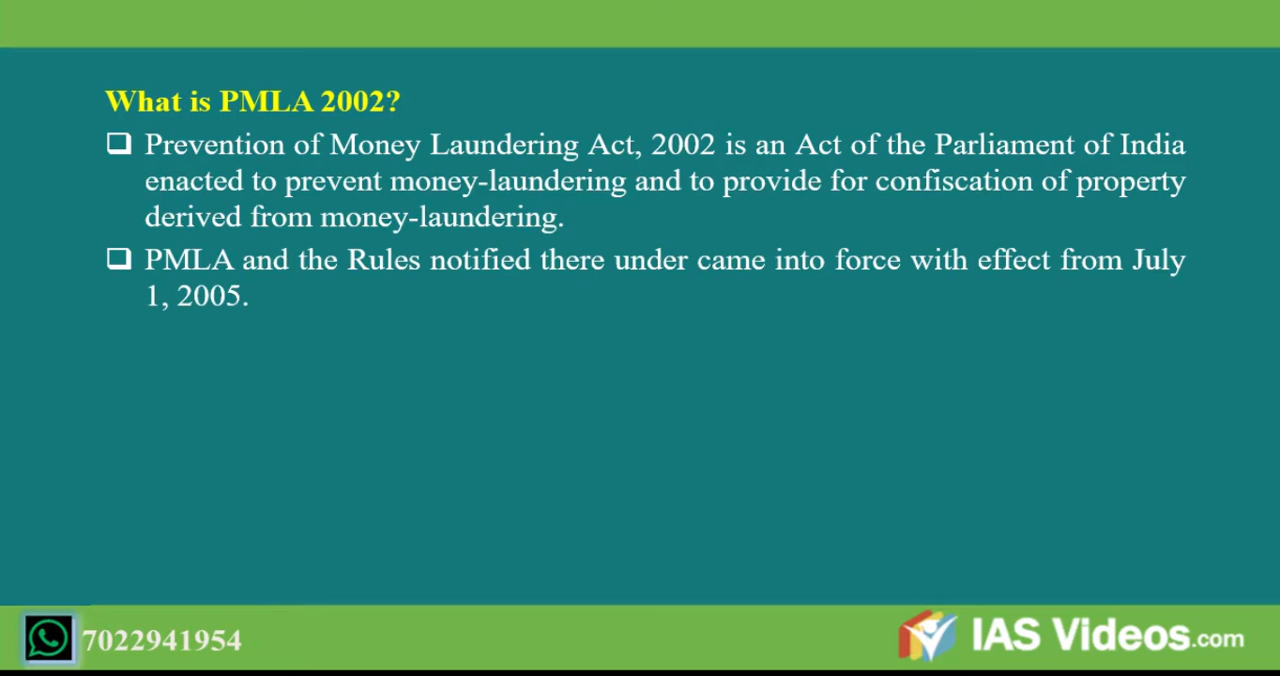 What is PMLA 2002?
❑ Prevention of Money Laundering Act, 2002 is an Act of the Parliament of India
enacted to prevent money-laundering and to provide for confiscation of property
derived from money-laundering.
❑ PMLA and the Rules notified there under came into force with effect from July
1, 2005.
7022941954
IAS Videos.com